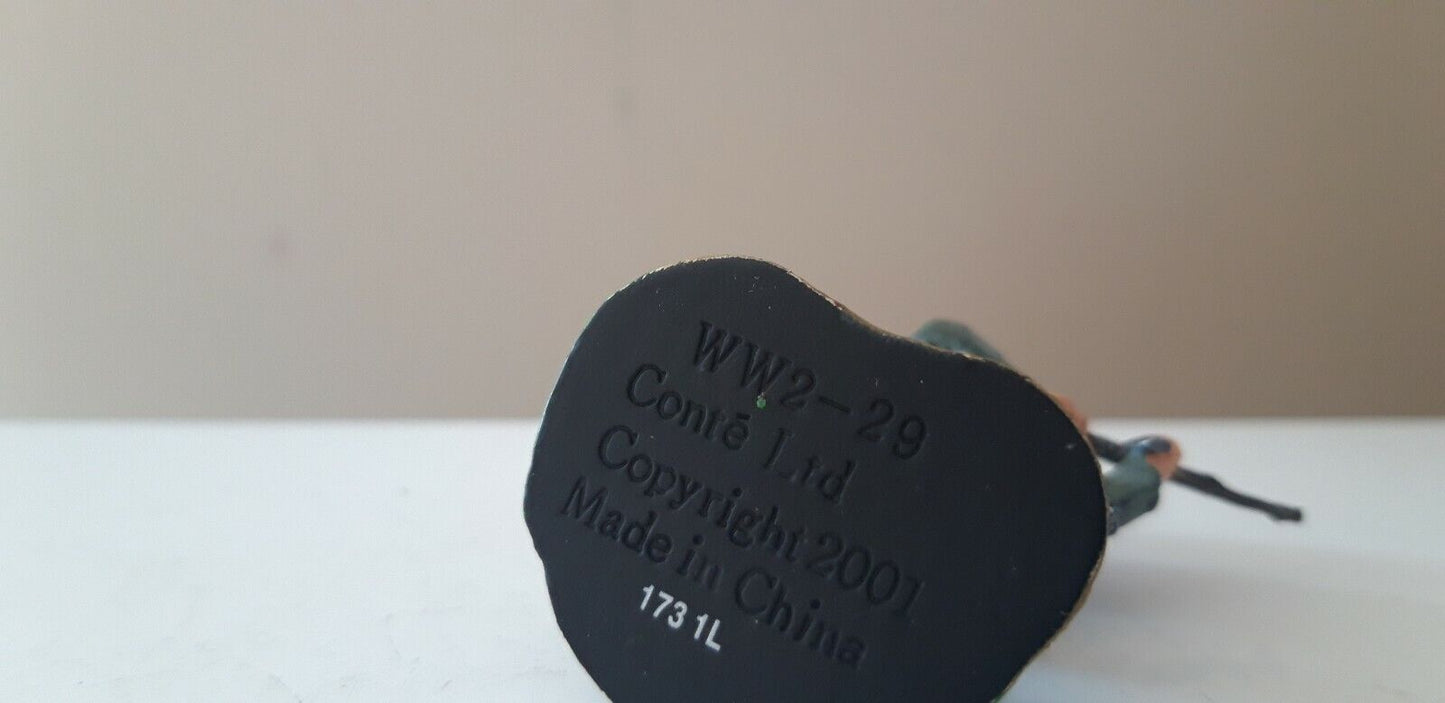 WW2-29
Conté Ltd
Copyright 2001
Made in China
173 1L